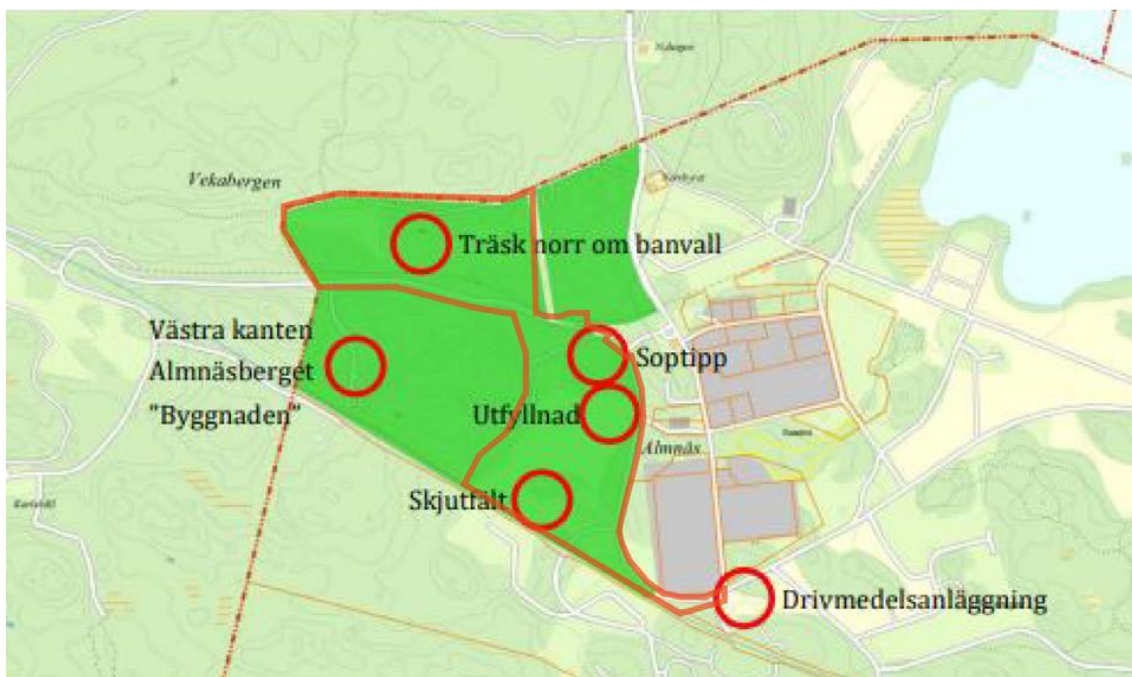 Vekabergen
Träsk norr om banvall
Västra kanten
Almnäsberget
"Byggnaden"
Soptipp
Utfyllnad
Almnäs
Skjutfält
Drivmedelsanläggning